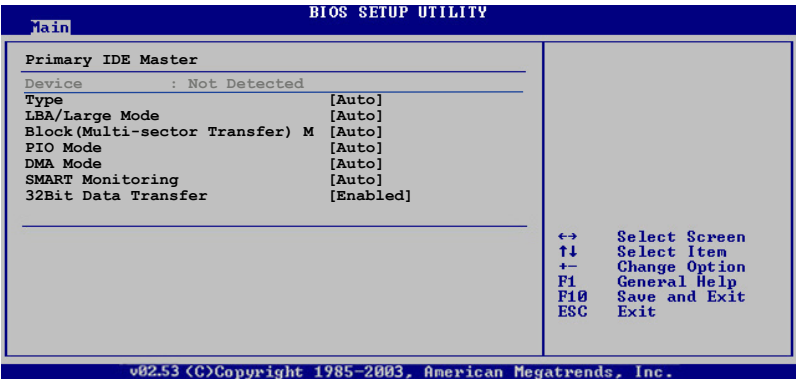 BIOS SETUP UTILITY
Main
Primary IDE Master
Device : Not Detected
Type [Auto]
LBA/Large Mode [Auto]
Block(Multi-sector Transfer) M [Auto]
PIO Mode [Auto]
DMA Mode [Auto]
SMART Monitoring [Auto]
32Bit Data Transfer [Enabled]
←→ Select Screen
↑↓ Select Item
+- Change Option
F1 General Help
F10 Save and Exit
ESC Exit
v02.53 (C)Copyright 1985-2003, American Megatrends, Inc.